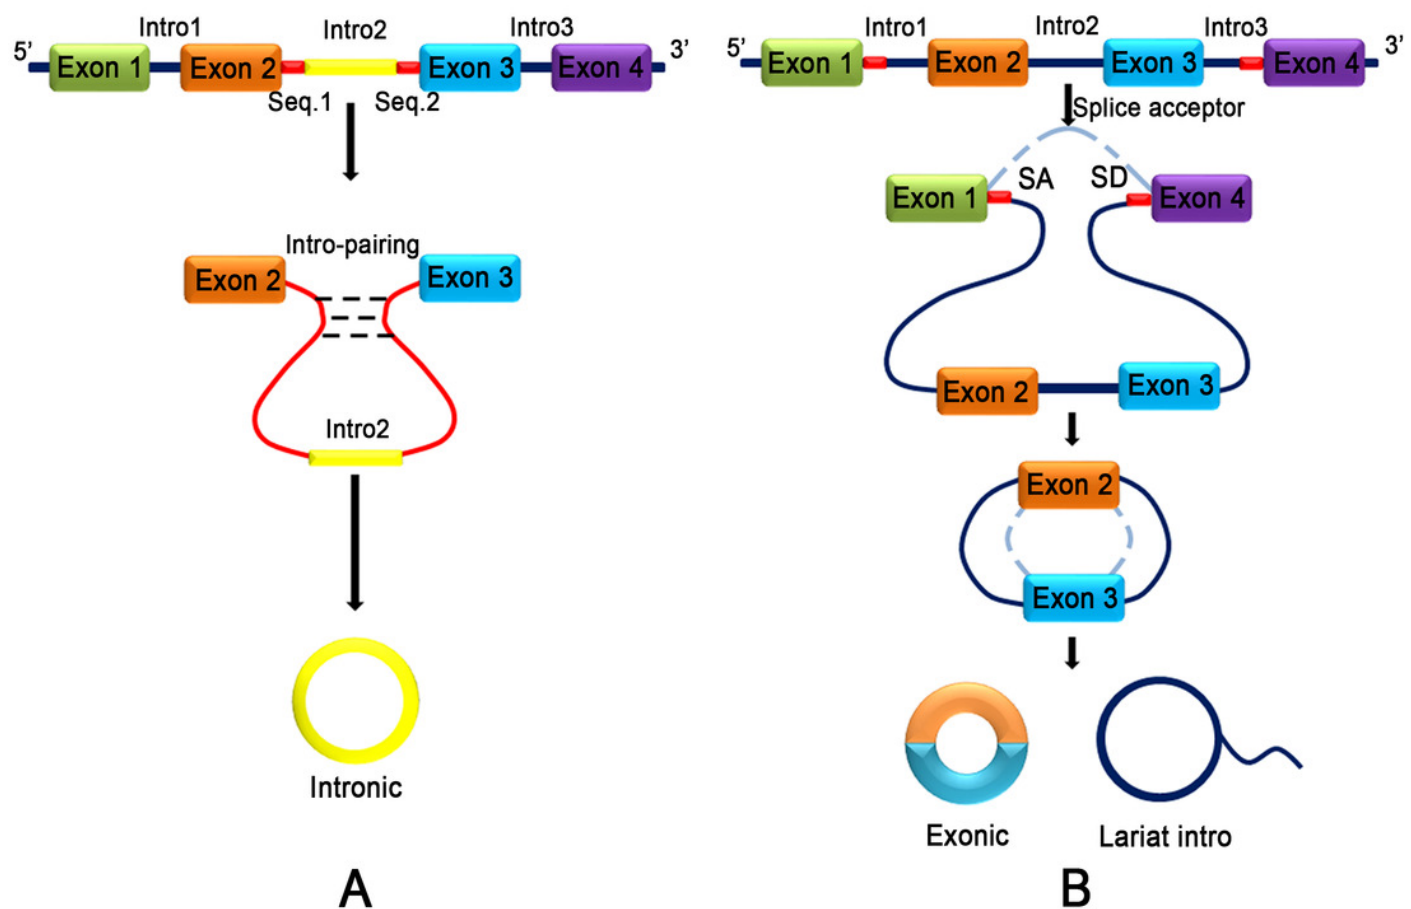 Intro1 Intro2 Intro3
5’ Exon 1 Exon 2 Exon 3 Exon 4 3’
Seq.1 Seq.2
Intro-pairing
Exon 2 Exon 3
Intro2
Intronic
A
Intro1 Intro2 Intro3
5’ Exon 1 Exon 2 Exon 3 Exon 4 3’
Splice acceptor
SA SD
Exon 1 Exon 4
Exon 2 Exon 3
Exon 2
Exon 3
Exonic Lariat intro
B